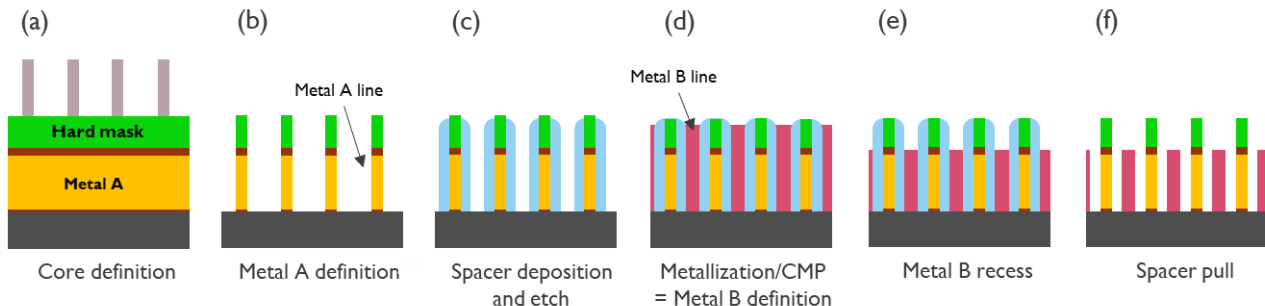 (a)
(b)
(c)
(d)
(e)
(f)
Metal A line
Metal B line
Hard mask
Metal A
Core definition
Metal A definition
Spacer deposition
and etch
Metallization/CMP
= Metal B definition
Metal B recess
Spacer pull